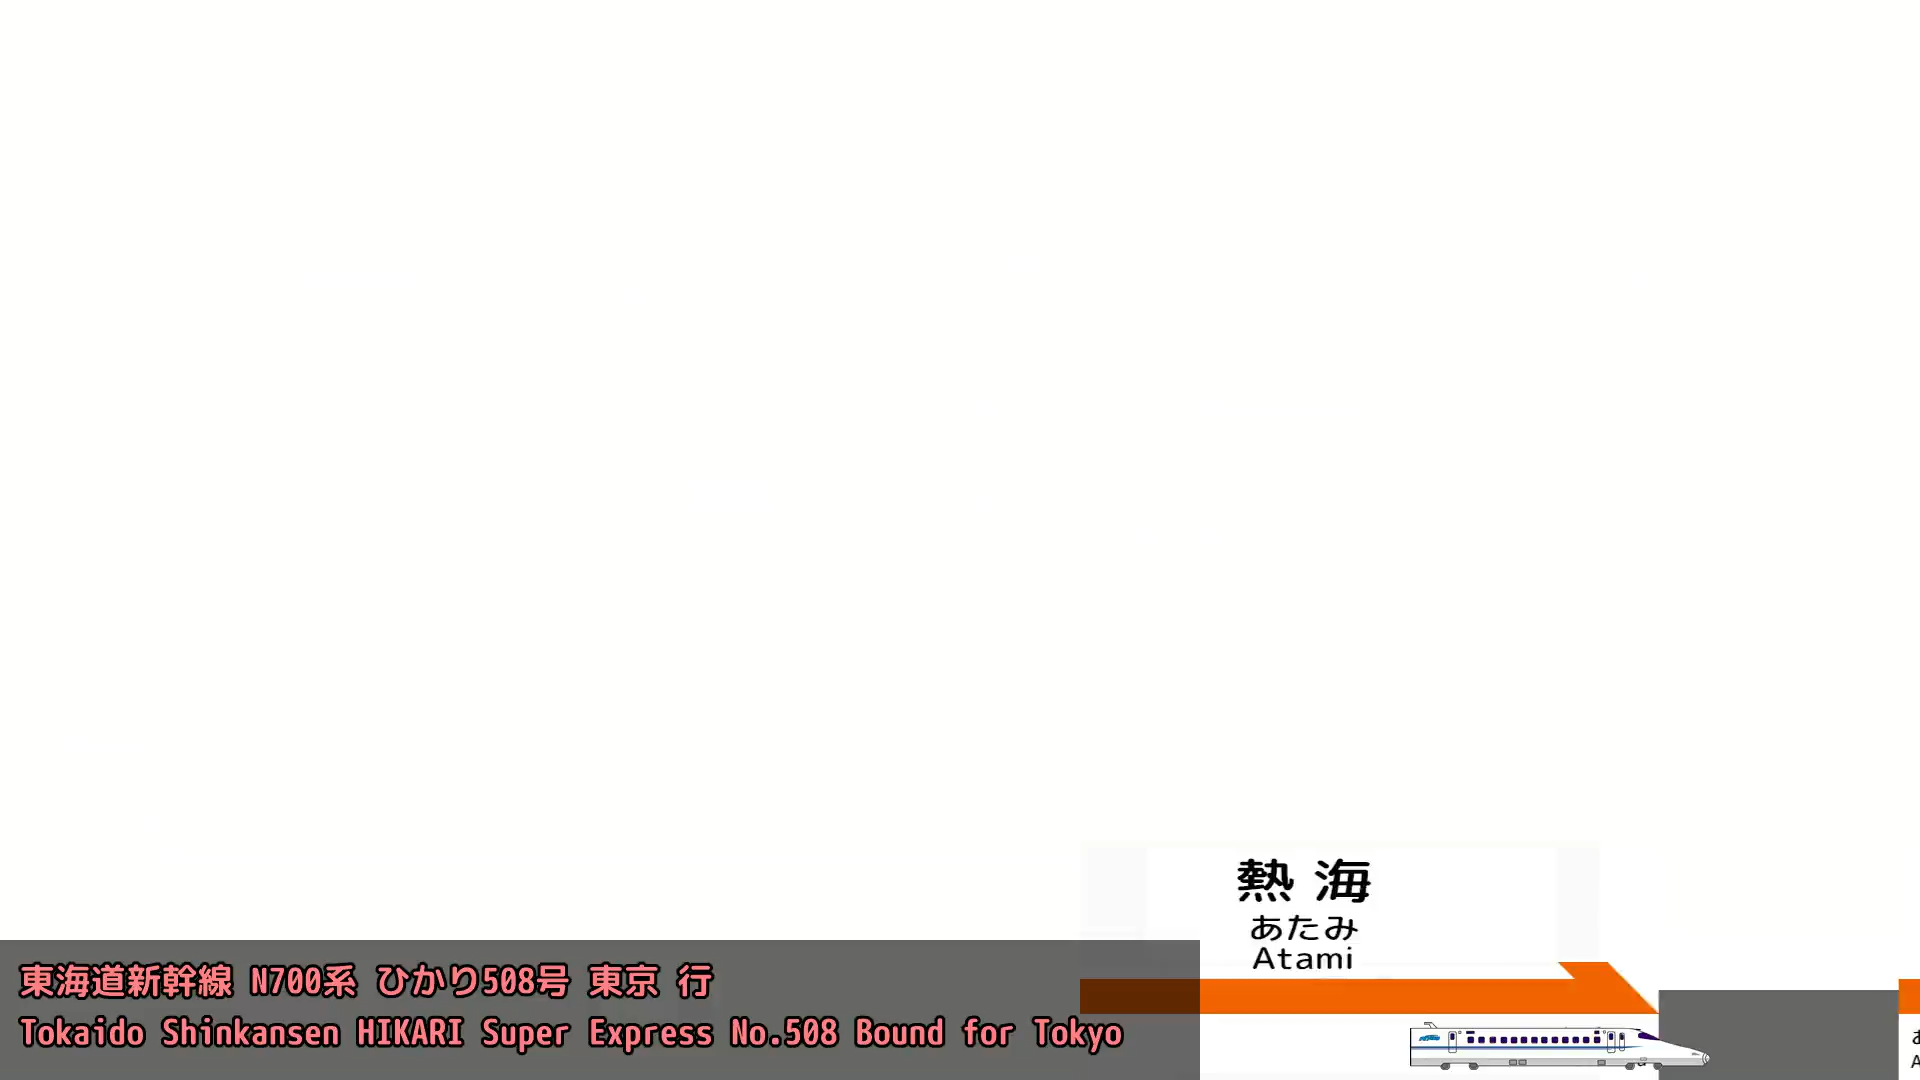 熱海
あたみ
Atami
東海道新幹線 N700系 ひかり508号 東京 行
Tokaido Shinkansen HIKARI Super Express No.508 Bound for Tokyo